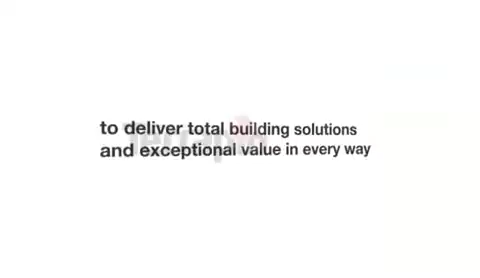 to deliver total building solutions
and exceptional value in every way